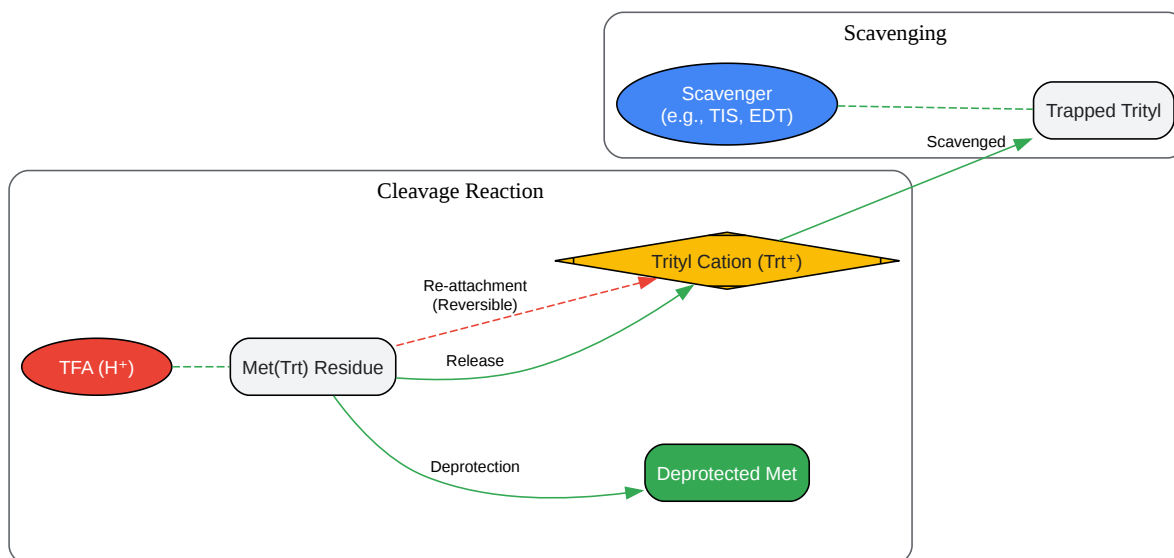 Scavenging
Scavenger
(e.g., TIS, EDT)
Trapped Trityl
Scavenged
Cleavage Reaction
Trityl Cation (Trt⁺)
Re-attachment
(Reversible)
TFA (H⁺)
Met(Trt) Residue
Release
Deprotection
Deprotected Met